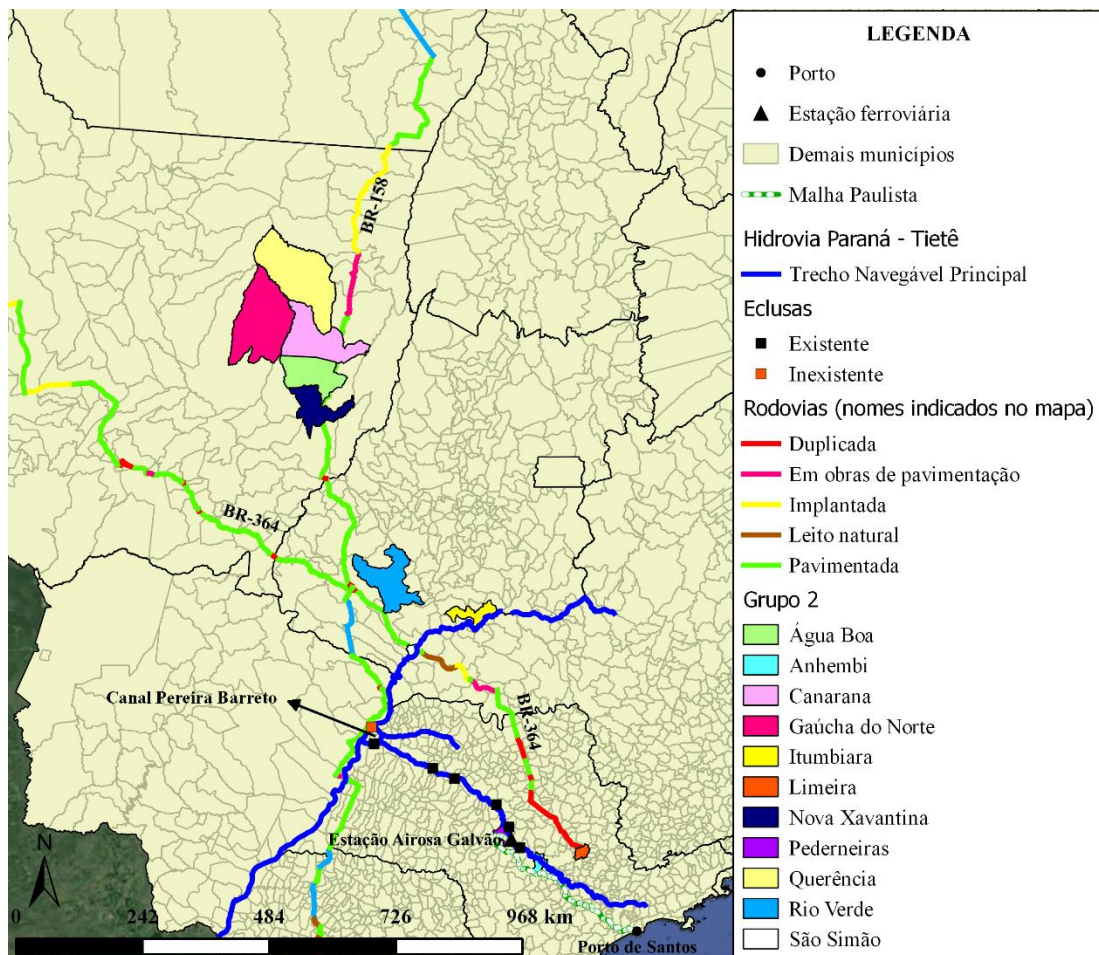 BR-158
BR-364
Canal Pereira Barreto
BR-364
Estação Airosa Galvão
N
0 242 484 726 968 km
Porto de Santos
LEGENDA
Porto
Estação ferroviária
Demais municípios
Malha Paulista
Hidrovia Paraná - Tietê
Trecho Navegável Principal
Eclusas
Existente
Inexistente
Rodovias (nomes indicados no mapa)
Duplicada
Em obras de pavimentação
Implantada
Leito natural
Pavimentada
Grupo 2
Água Boa
Anhembi
Canarana
Gaúcha do Norte
Itumbiara
Limeira
Nova Xavantina
Pederneiras
Querência
Rio Verde
São Simão